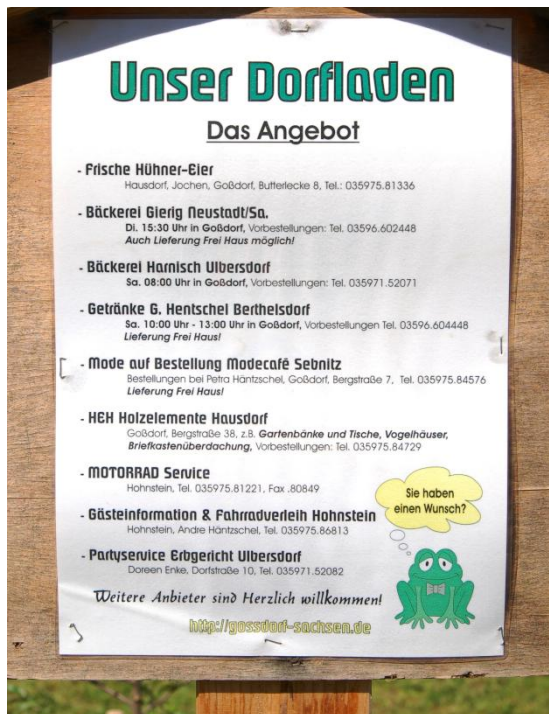 Unser Dorfladen
Das Angebot
- Frische Hühner-Eier
Hausdorf, Jochen, Goßdorf, Butterlecke 8, Tel.: 035975.81336
- Bäckerei Gierig Neustadt/Sa.
Di. 15:30 Uhr in Goßdorf, Vorbestellungen: Tel. 03596.602448
Auch Lieferung Frei Haus möglich!
- Bäckerei Harnisch Ulbersdorf
Sa. 08:00 Uhr in Goßdorf, Vorbestellungen: Tel. 035971.52071
- Getränke G. Hentschel Berthelsdorf
Sa. 10:00 Uhr - 13:00 Uhr in Goßdorf, Vorbestellungen Tel. 03596.604448
Lieferung Frei Haus!
- Mode auf Bestellung Modecafé Sebnitz
Bestellungen bei Petra Häntzschel, Goßdorf, Bergstraße 7, Tel. 035975.84576
Lieferung Frei Haus!
- HEH Holzelemente Hausdorf
Goßdorf, Bergstraße 38, z.B. Gartenbänke und Tische, Vogelhäuser,
Briefkastenüberdachung, Vorbestellungen: Tel. 035975.84729
- MOTORRAD Service
Hohnstein, Tel. 035975.81221, Fax .80849
- Gästeinformation & Fahrradverleih Hohnstein
Hohnstein, Andre Häntzschel, Tel. 035975.86813
- Partyservice Erbgericht Ulbersdorf
Doreen Enke, Dorfstraße 10, Tel. 035971.52082
Sie haben
einen Wunsch?
Weitere Anbieter sind Herzlich willkommen!
http://gossdorf-sachsen.de